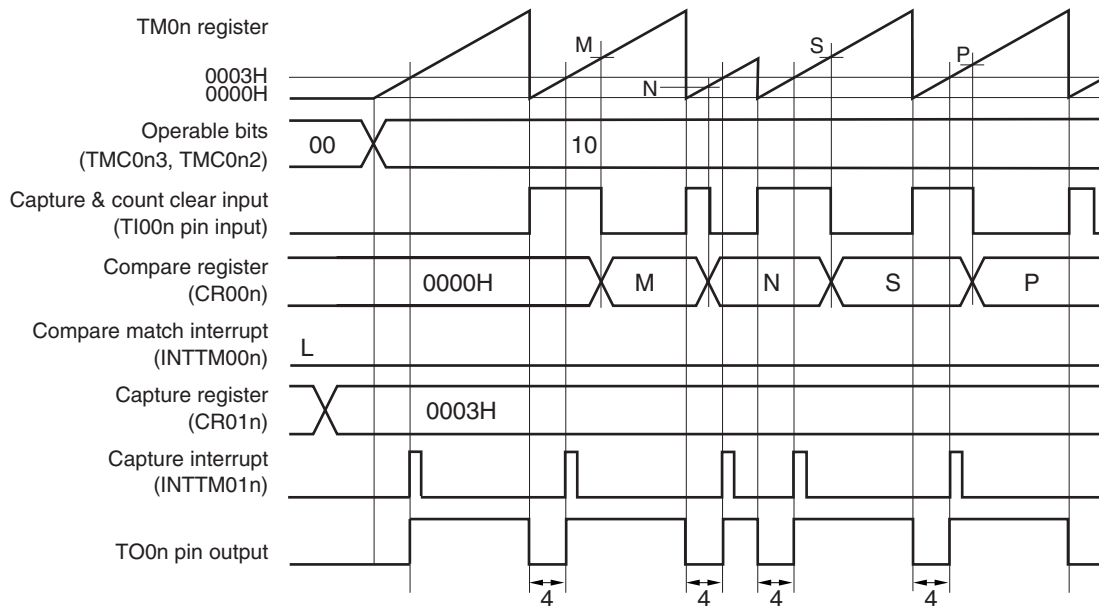 TM0n register
M
S
P
0003H
0000H
N
Operable bits
(TMC0n3, TMC0n2)
00
10
Capture & count clear input
(TI00n pin input)
Compare register
(CR00n)
0000H
M
N
S
P
Compare match interrupt
(INTTM00n)
L
Capture register
(CR01n)
0003H
Capture interrupt
(INTTM01n)
TO0n pin output
4
4
4
4